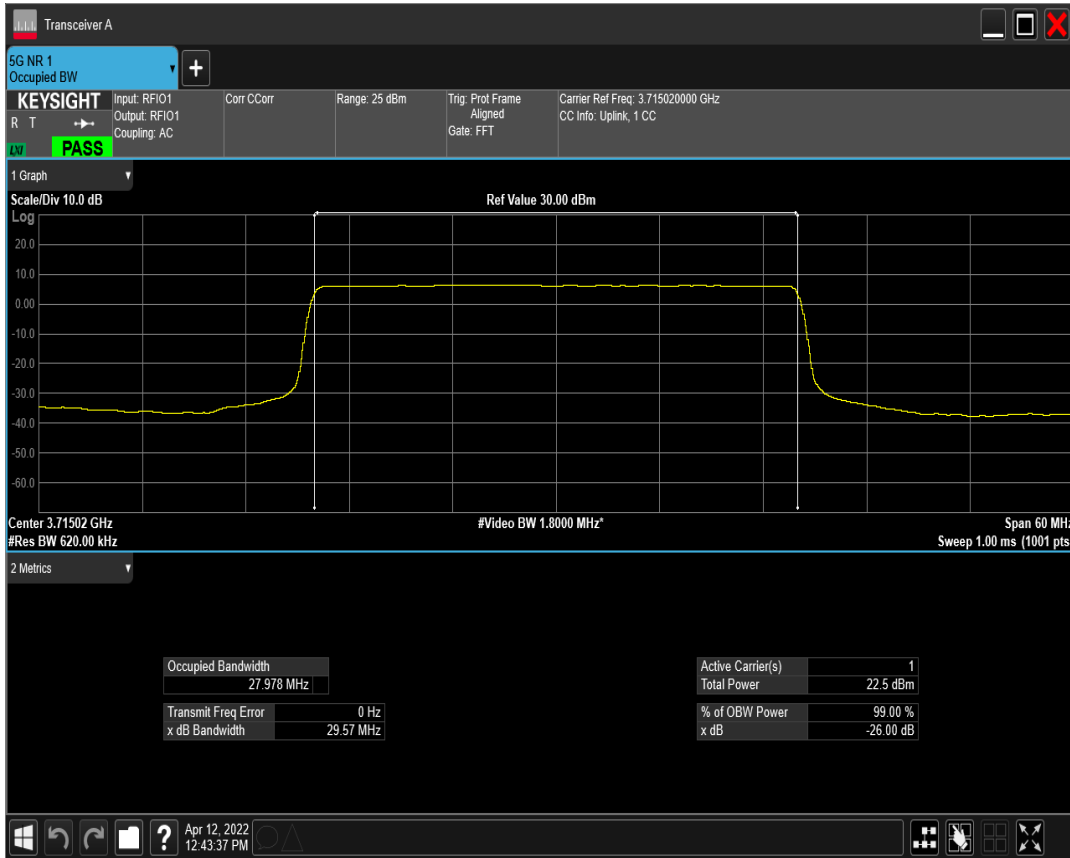 Transceiver A
5G NR 1
Occupied BW
KEYSIGHT
R T
LXI
PASS
Input: RFIO1
Output: RFIO1
Coupling: AC
Corr CCorr
Range: 25 dBm
Trig: Prot Frame
Aligned
Gate: FFT
Carrier Ref Freq: 3.715020000 GHz
CC Info: Uplink, 1 CC
1 Graph
Scale/Div 10.0 dB
Ref Value 30.00 dBm
Log
20.0
10.0
0.00
-10.0
-20.0
-30.0
-40.0
-50.0
-60.0
Center 3.71502 GHz
#Video BW 1.8000 MHz*
Span 60 MHz
#Res BW 620.00 kHz
Sweep 1.00 ms (1001 pts
2 Metrics
Occupied Bandwidth
27.978 MHz
Transmit Freq Error 0 Hz
x dB Bandwidth 29.57 MHz
Active Carrier(s) 1
Total Power 22.5 dBm
% of OBW Power 99.00 %
x dB -26.00 dB
?
Apr 12, 2022
12:43:37 PM